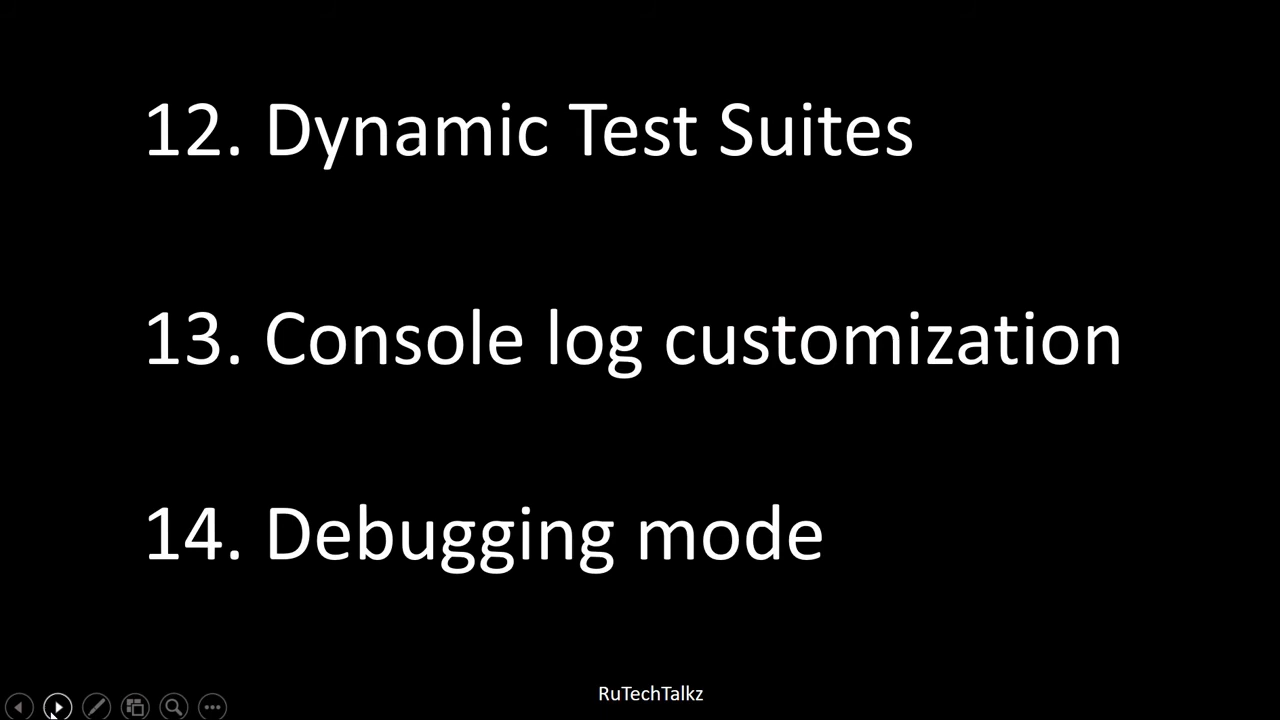 12. Dynamic Test Suites
13. Console log customization
14. Debugging mode
RuTechTalkz